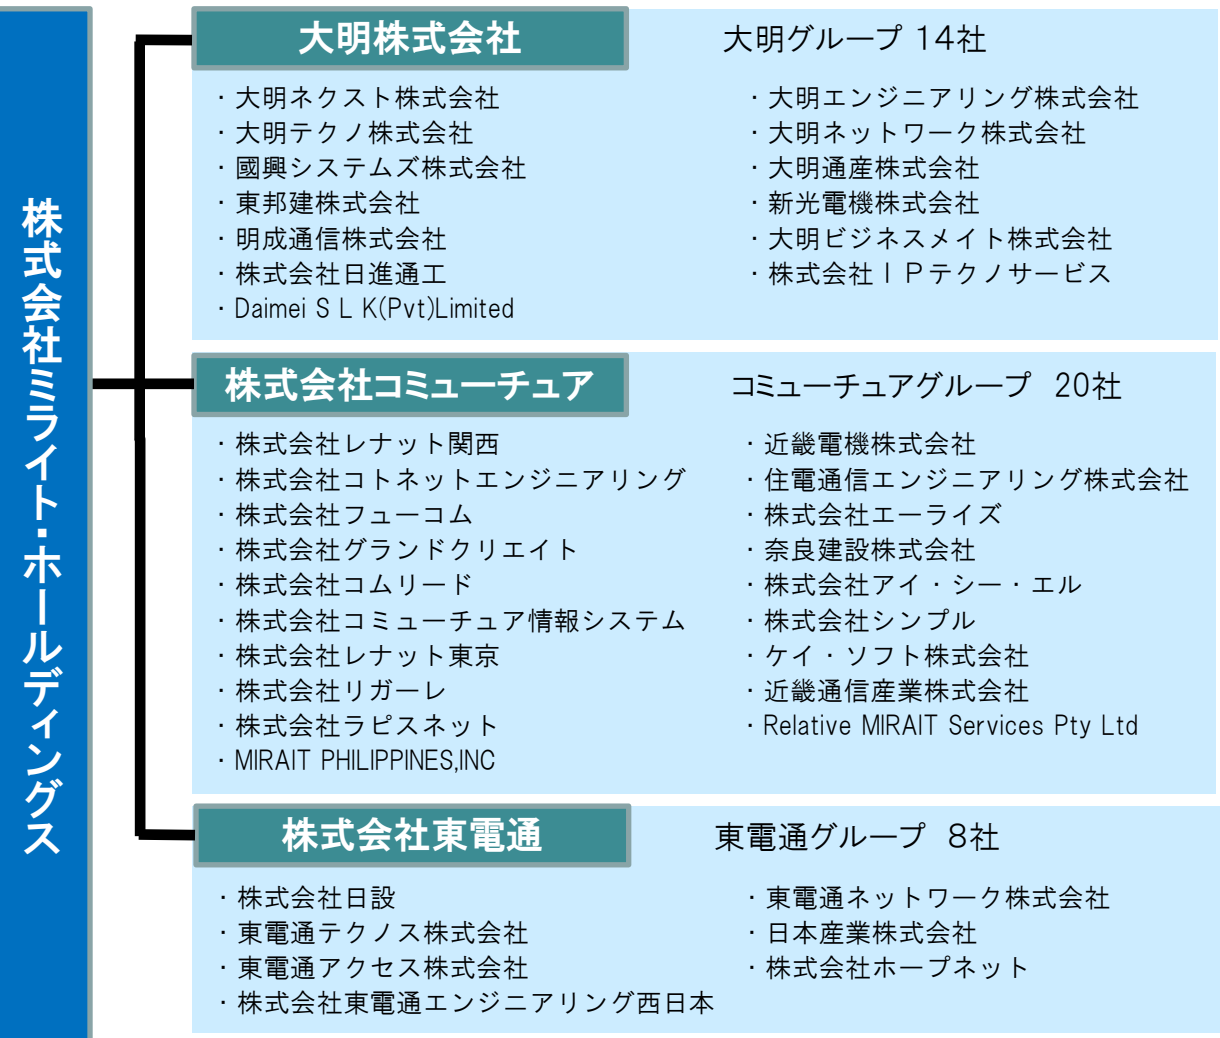 株式会社ミライト・ホールディングス
大明株式会社
大明グループ 14社
・大明ネクスト株式会社
・大明テクノ株式会社
・國興システムズ株式会社
・東邦建株式会社
・明成通信株式会社
・株式会社日進通工
・Daimei S L K(Pvt)Limited
・大明エンジニアリング株式会社
・大明ネットワーク株式会社
・大明通産株式会社
・新光電機株式会社
・大明ビジネスメイト株式会社
・株式会社ＩＰテクノサービス
株式会社コミューチュア
コミューチュアグループ 20社
・株式会社レナット関西
・株式会社コトネットエンジニアリング
・株式会社フューコム
・株式会社グランドクリエイト
・株式会社コムリード
・株式会社コミューチュア情報システム
・株式会社レナット東京
・株式会社リガーレ
・株式会社ラピスネット
・MIRAIT PHILIPPINES,INC
・近畿電機株式会社
・住電通信エンジニアリング株式会社
・株式会社エーライズ
・奈良建設株式会社
・株式会社アイ・シー・エル
・株式会社シンプル
・ケイ・ソフト株式会社
・近畿通信産業株式会社
・Relative MIRAIT Services Pty Ltd
株式会社東電通
東電通グループ 8社
・株式会社日設
・東電通テクノス株式会社
・東電通アクセス株式会社
・株式会社東電通エンジニアリング西日本
・東電通ネットワーク株式会社
・日本産業株式会社
・株式会社ホープネット